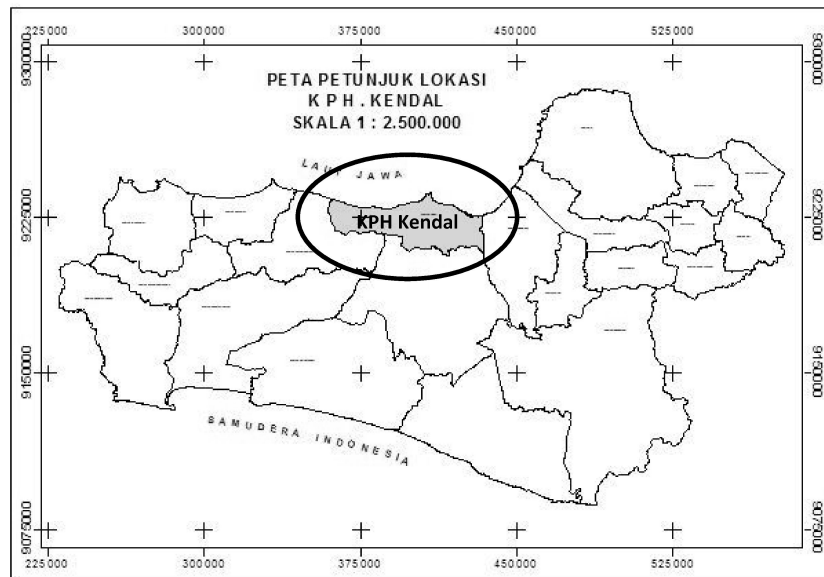 225000 300000 375000 450000 525000
PETA PETUNJUK LOKASI
K P H . KENDAL
SKALA 1 : 2.500.000
LAUT JAWA
KPH Kendal
SAMUDERA INDONESIA
9300000
9225000
9150000
9075000
9300000
9225000
9150000
9075000
225000 300000 375000 450000 525000